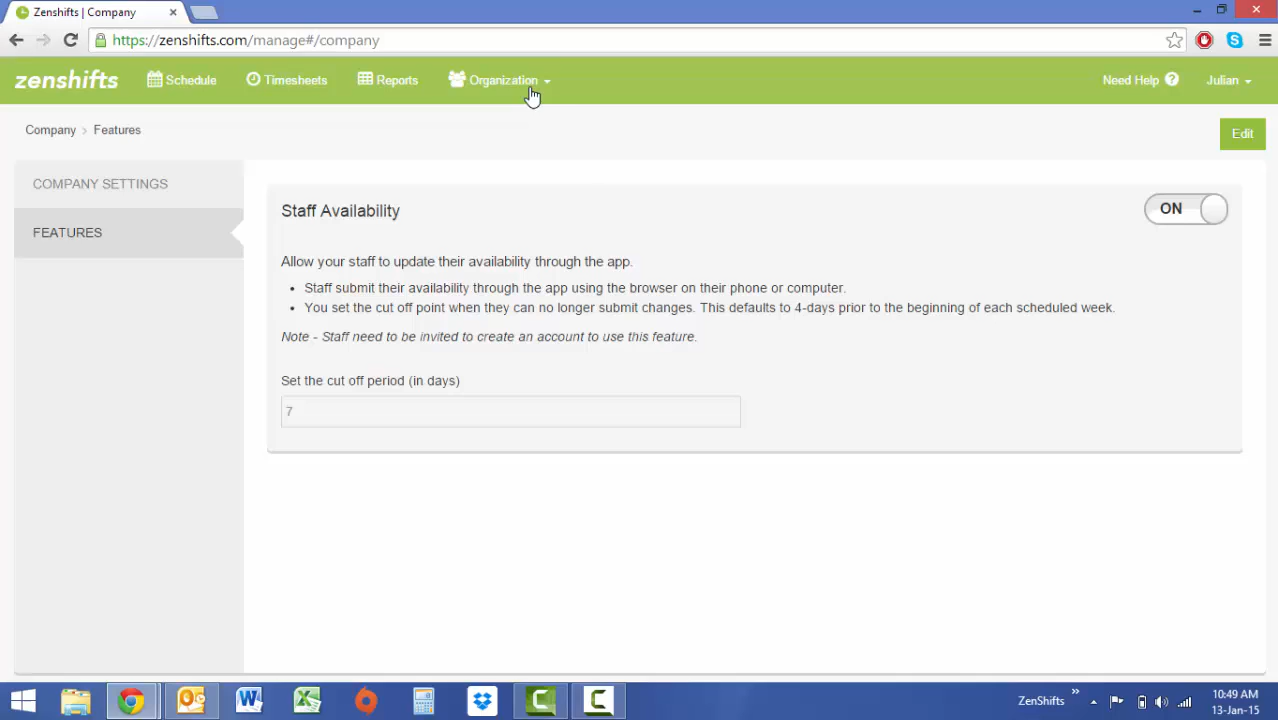 Zenshifts | Company
https://zenshifts.com/manage#/company
zenshifts Schedule Timesheets Reports Organization Need Help Julian
Company > Features
Edit
COMPANY SETTINGS
FEATURES
Staff Availability
ON
Allow your staff to update their availability through the app.
• Staff submit their availability through the app using the browser on their phone or computer.
• You set the cut off point when they can no longer submit changes. This defaults to 4-days prior to the beginning of each scheduled week.
Note - Staff need to be invited to create an account to use this feature.
Set the cut off period (in days)
7
ZenShifts
10:49 AM
13-Jan-15